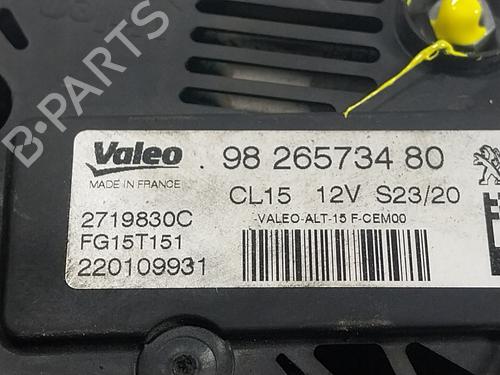 B-PARTS
Valeo
MADE IN FRANCE
98 265734 80
CL15 12V S23/20
VALEO-ALT-15 F-CEM00
2719830C
FG15T151
220109931